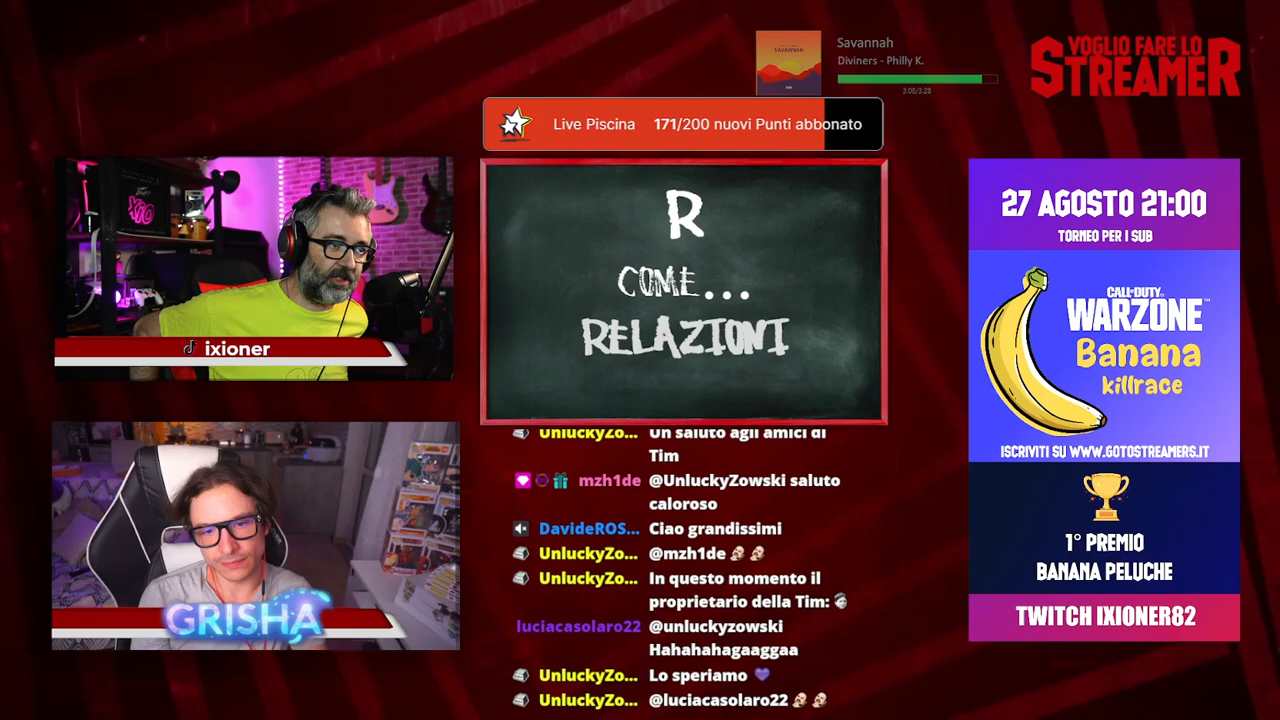 Savannah
Diviners - Philly K.
3:08/3:28
SAVANNAH
VOGLIO FARE LO
STREAMER
Live Piscina 171/200 nuovi Punti abbonato
XiO
ixioner
R
COME...
RELAZIONI
GRISHA
UnluckyZo... Un saluto agli amici di
Tim
mzh1de @UnluckyZowski saluto
caloroso
DavideROS... Ciao grandissimi
UnluckyZo... @mzh1de
UnluckyZo... In questo momento il
proprietario della Tim:
luciacasolaro22 @unluckyzowski
Hahahahagaaggaa
UnluckyZo... Lo speriamo 💜
UnluckyZo... @luciacasolaro22
27 AGOSTO 21:00
TORNEO PER I SUB
CALL OF DUTY
WARZONE™
Banana
killrace
ISCRIVITI SU WWW.GOTOSTREAMERS.IT
1° PREMIO
BANANA PELUCHE
TWITCH IXIONER82